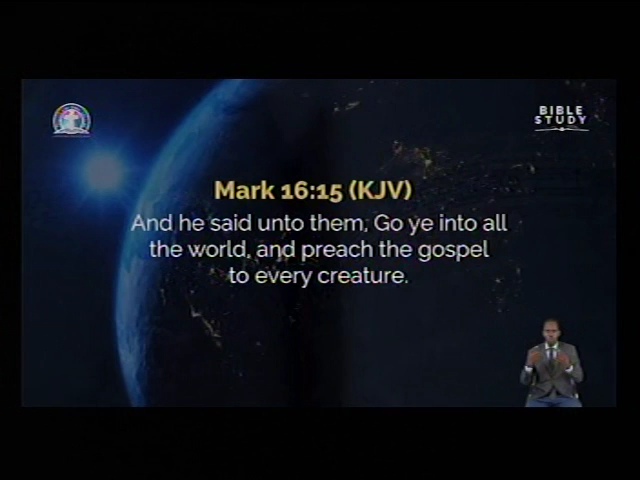 BIBLE
STUDY
Mark 16:15 (KJV)
And he said unto them, Go ye into all
the world, and preach the gospel
to every creature.